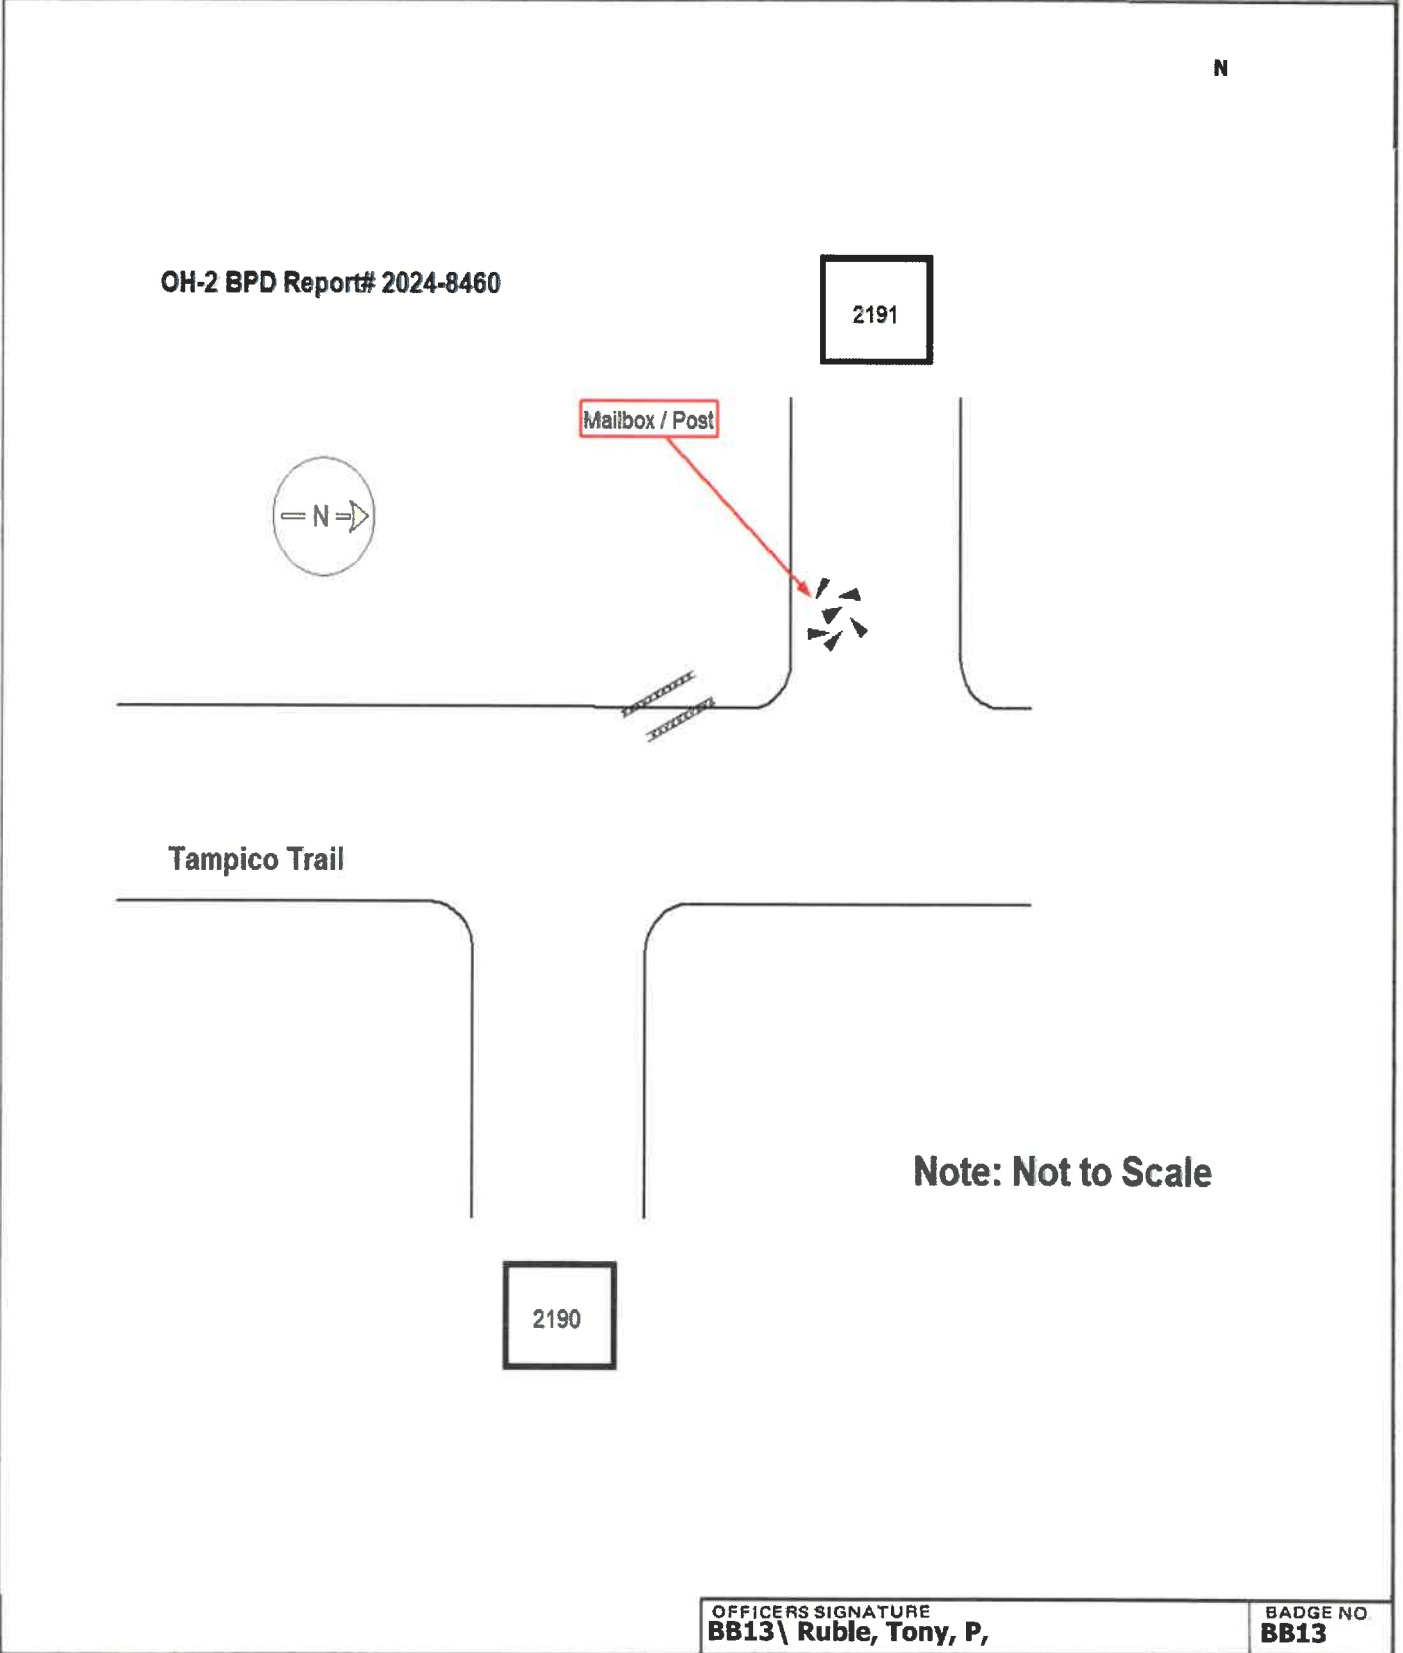 N
OH-2 BPD Report# 2024-8460
2191
Mailbox / Post
N
Tampico Trail
Note: Not to Scale
2190
OFFICERS SIGNATURE
BB13\ Ruble, Tony, P,
BADGE NO.
BB13